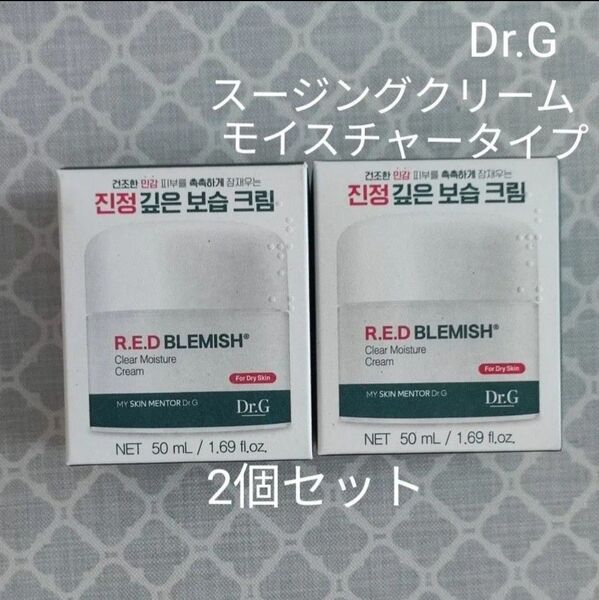 Dr.G
スージングクリーム
モイスチャータイプ
건조한 민감 피부를 촉촉하게 잠재우는
진정 깊은 보습 크림
R.E.D BLEMISH®
Clear Moisture
Cream
For Dry Skin
MY SKIN MENTOR Dr.G
Dr.G
NET 50 mL / 1.69 fl.oz.
건조한 민감 피부를 촉촉하게 잠재우는
진정 깊은 보습 크림
R.E.D BLEMISH®
Clear Moisture
Cream
For Dry Skin
MY SKIN MENTOR Dr.G
Dr.G
NET 50 mL / 1.69 fl.oz.
2個セット